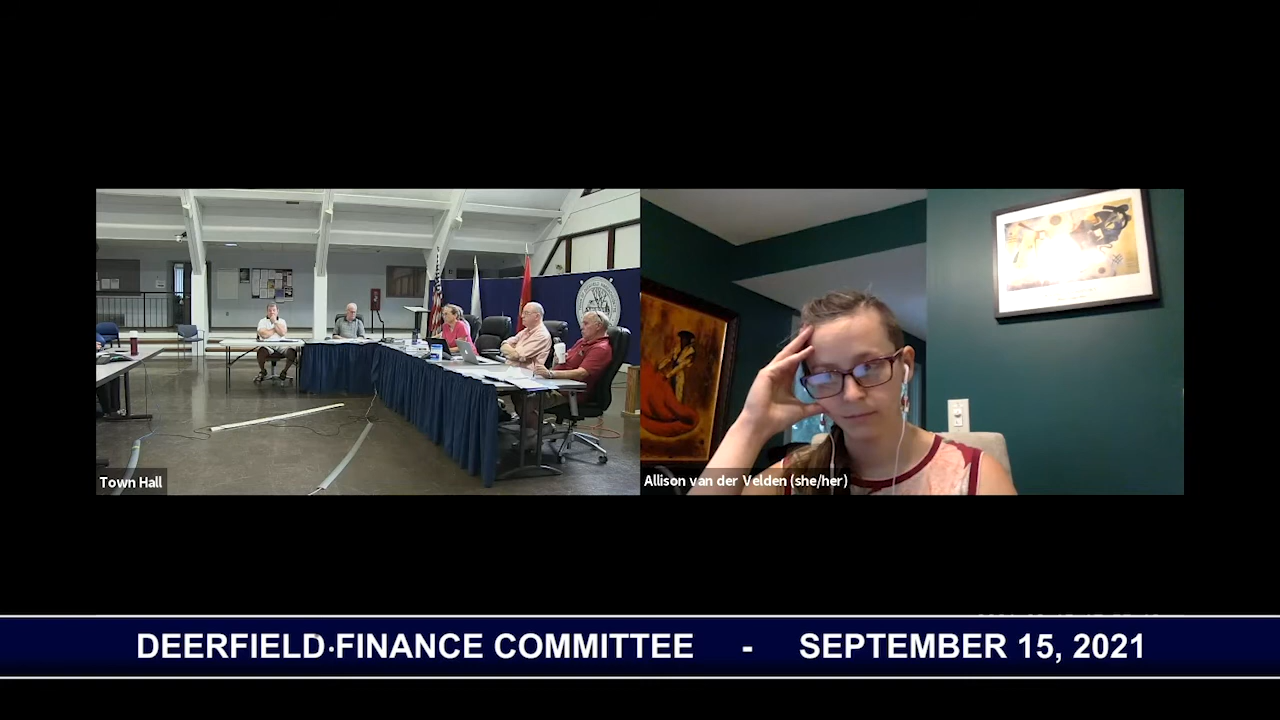 Town Hall
Allison van der Velden (she/her)
DEERFIELD·FINANCE COMMITTEE - SEPTEMBER 15, 2021